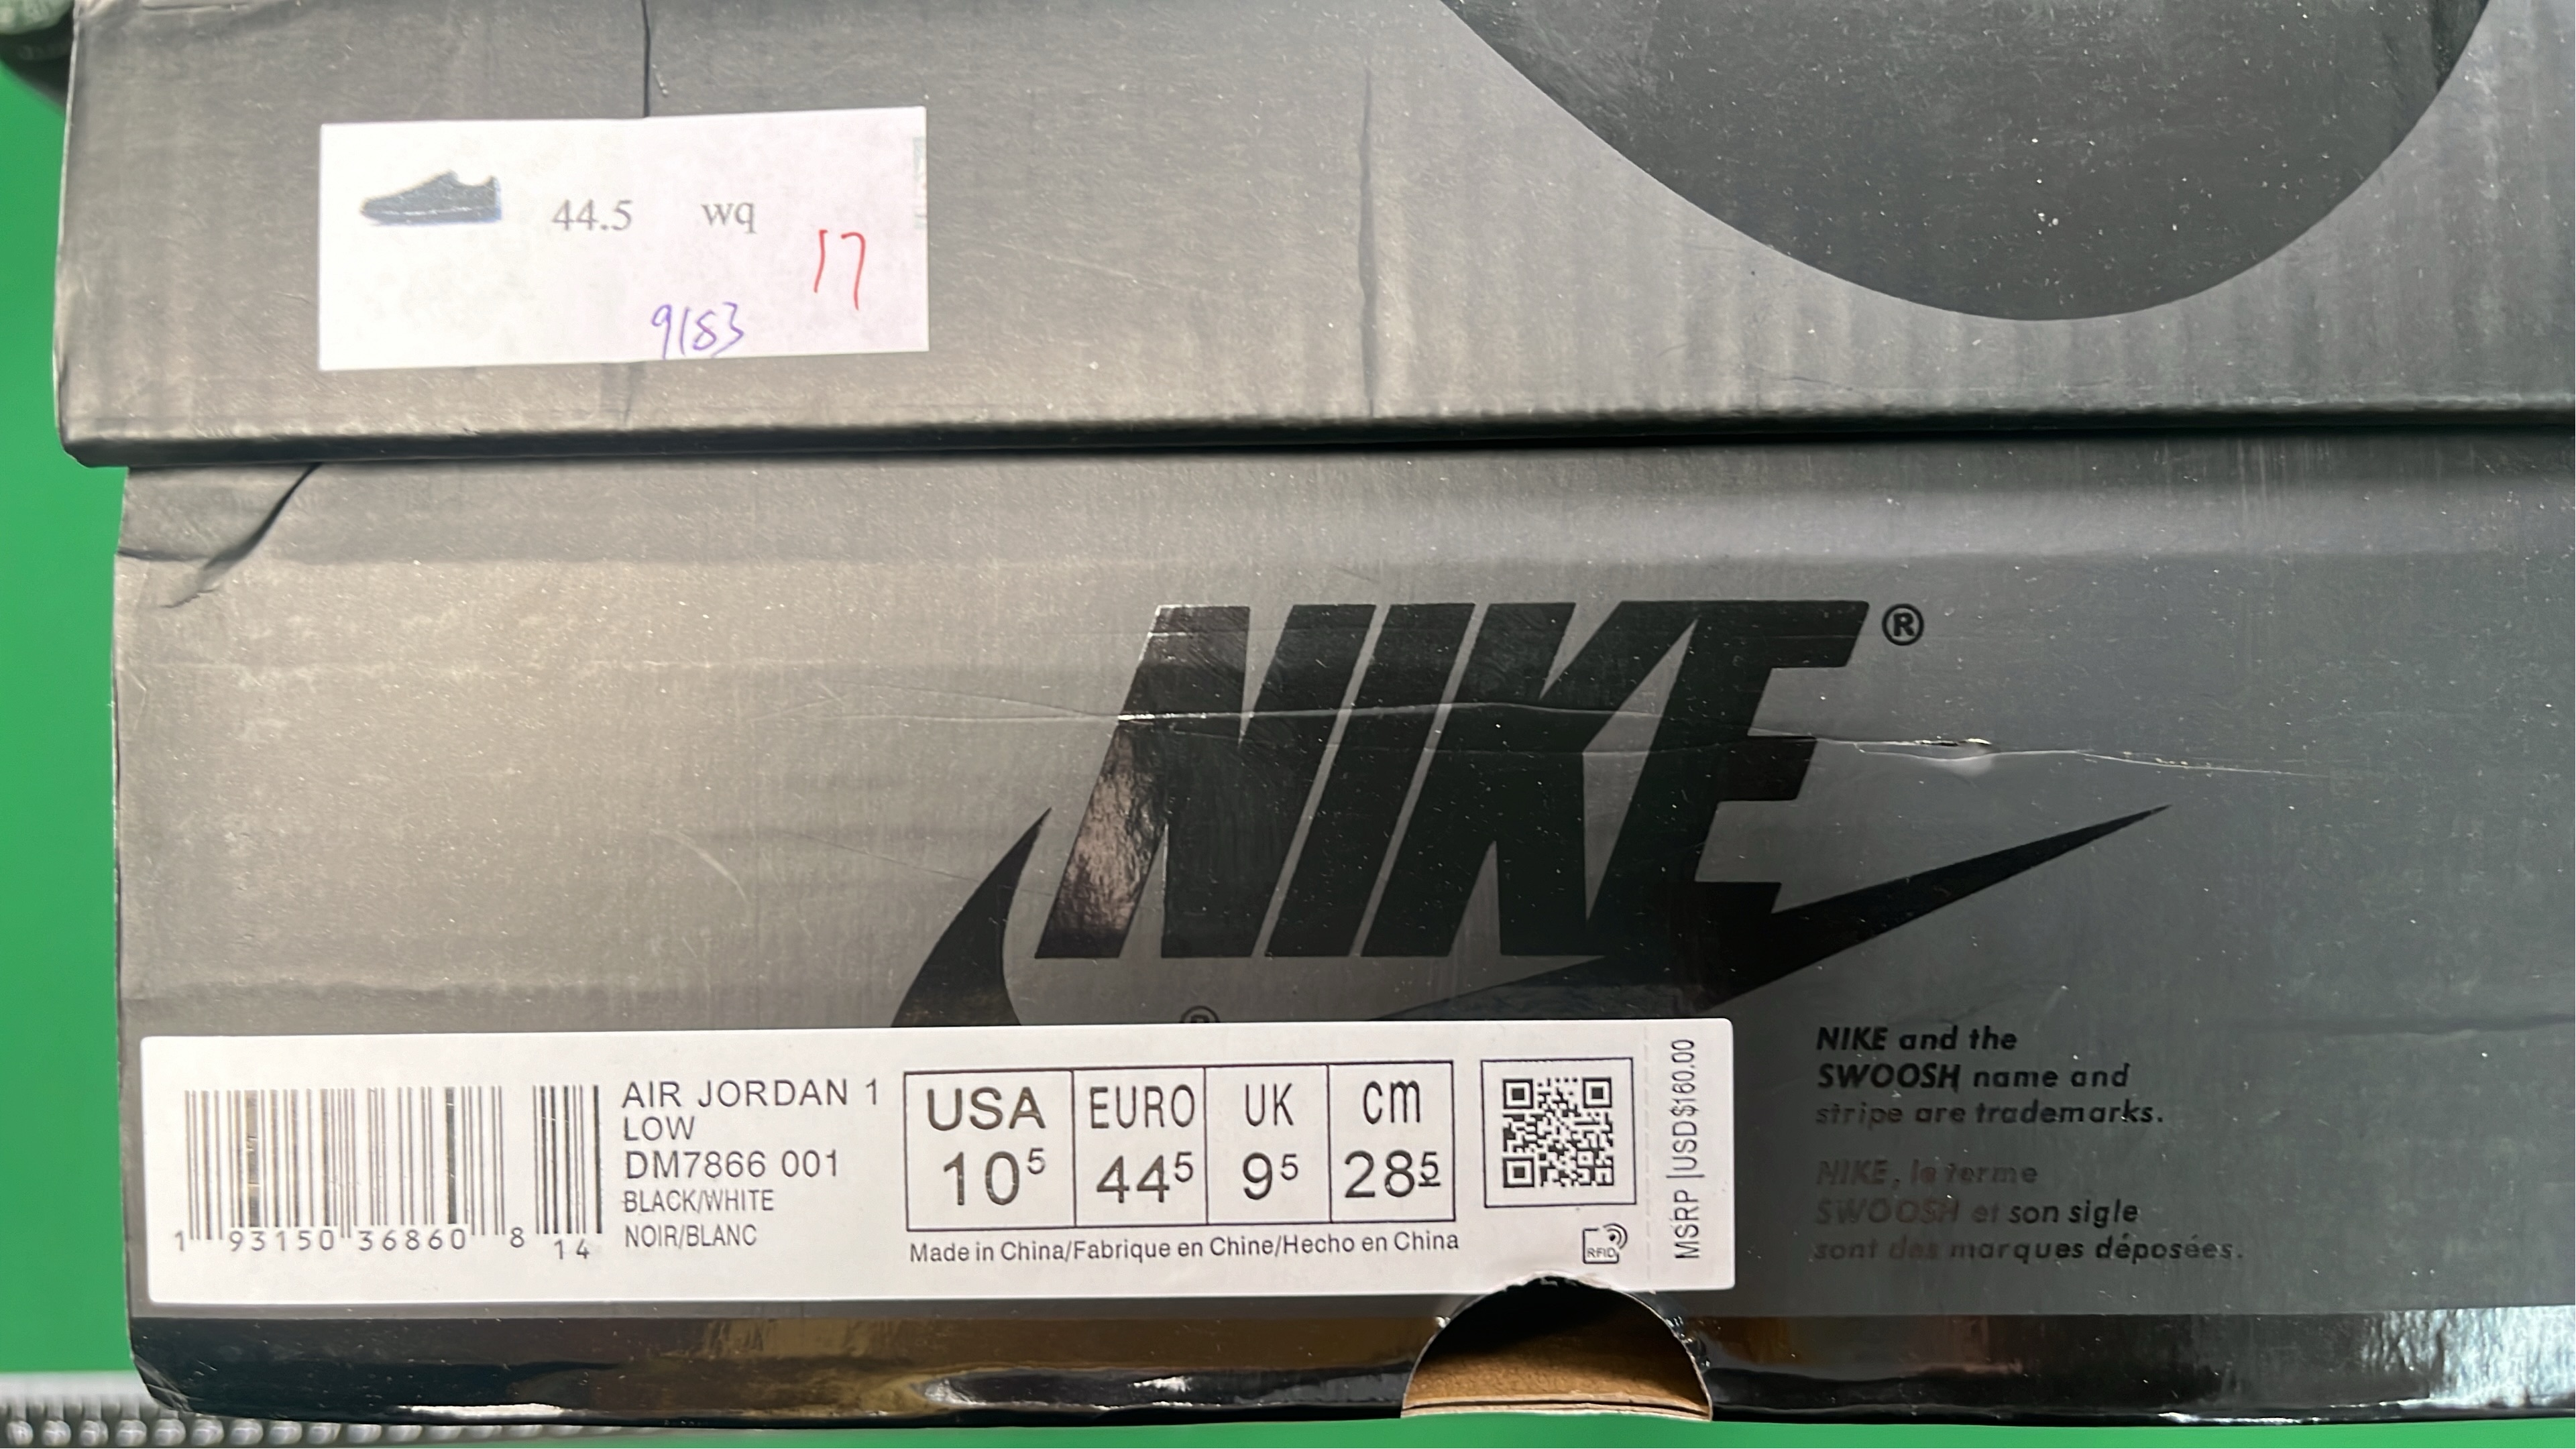 44.5 wq
17
9183
NIKE®
®
1 93150 36860 8 14
AIR JORDAN 1
LOW
DM7866 001
BLACK/WHITE
NOIR/BLANC
USA EURO UK cm
10⁵ 44⁵ 9⁵ 28⁵
Made in China/Fabrique en Chine/Hecho en China
RFID
MSRP |USD$160.00
NIKE and the
SWOOSH name and
stripe are trademarks.
NIKE, le terme
SWOOSH et son sigle
sont des marques déposées.